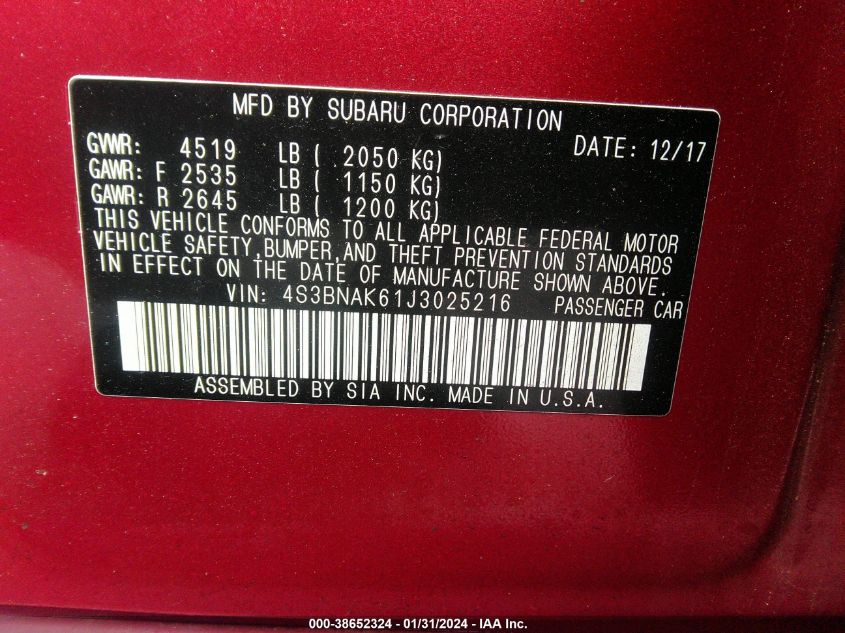 MFD BY SUBARU CORPORATION
DATE: 12/17
GVWR: 4519 LB ( 2050 KG)
GAWR: F 2535 LB ( 1150 KG)
GAWR: R 2645 LB ( 1200 KG)
THIS VEHICLE CONFORMS TO ALL APPLICABLE FEDERAL MOTOR
VEHICLE SAFETY,BUMPER,AND THEFT PREVENTION STANDARDS
IN EFFECT ON THE DATE OF MANUFACTURE SHOWN ABOVE.
VIN: 4S3BNAK61J3025216 PASSENGER CAR
ASSEMBLED BY SIA INC. MADE IN U.S.A.
000-38652324 - 01/31/2024 - IAA Inc.